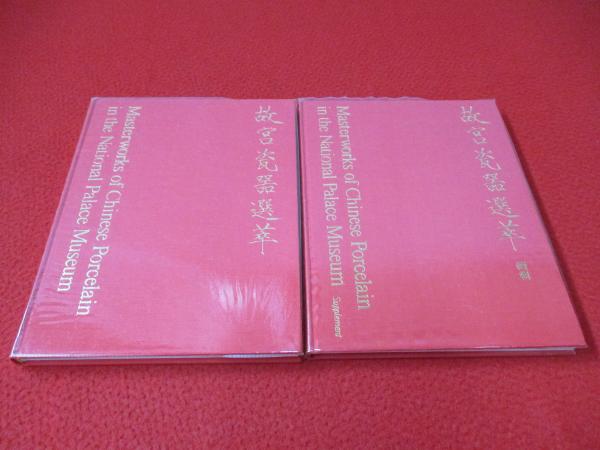 故宮瓷器選萃
Masterworks of Chinese Porcelain
in the National Palace Museum
故宮瓷器選萃
續輯
Masterworks of Chinese Porcelain
in the National Palace Museum
Supplement